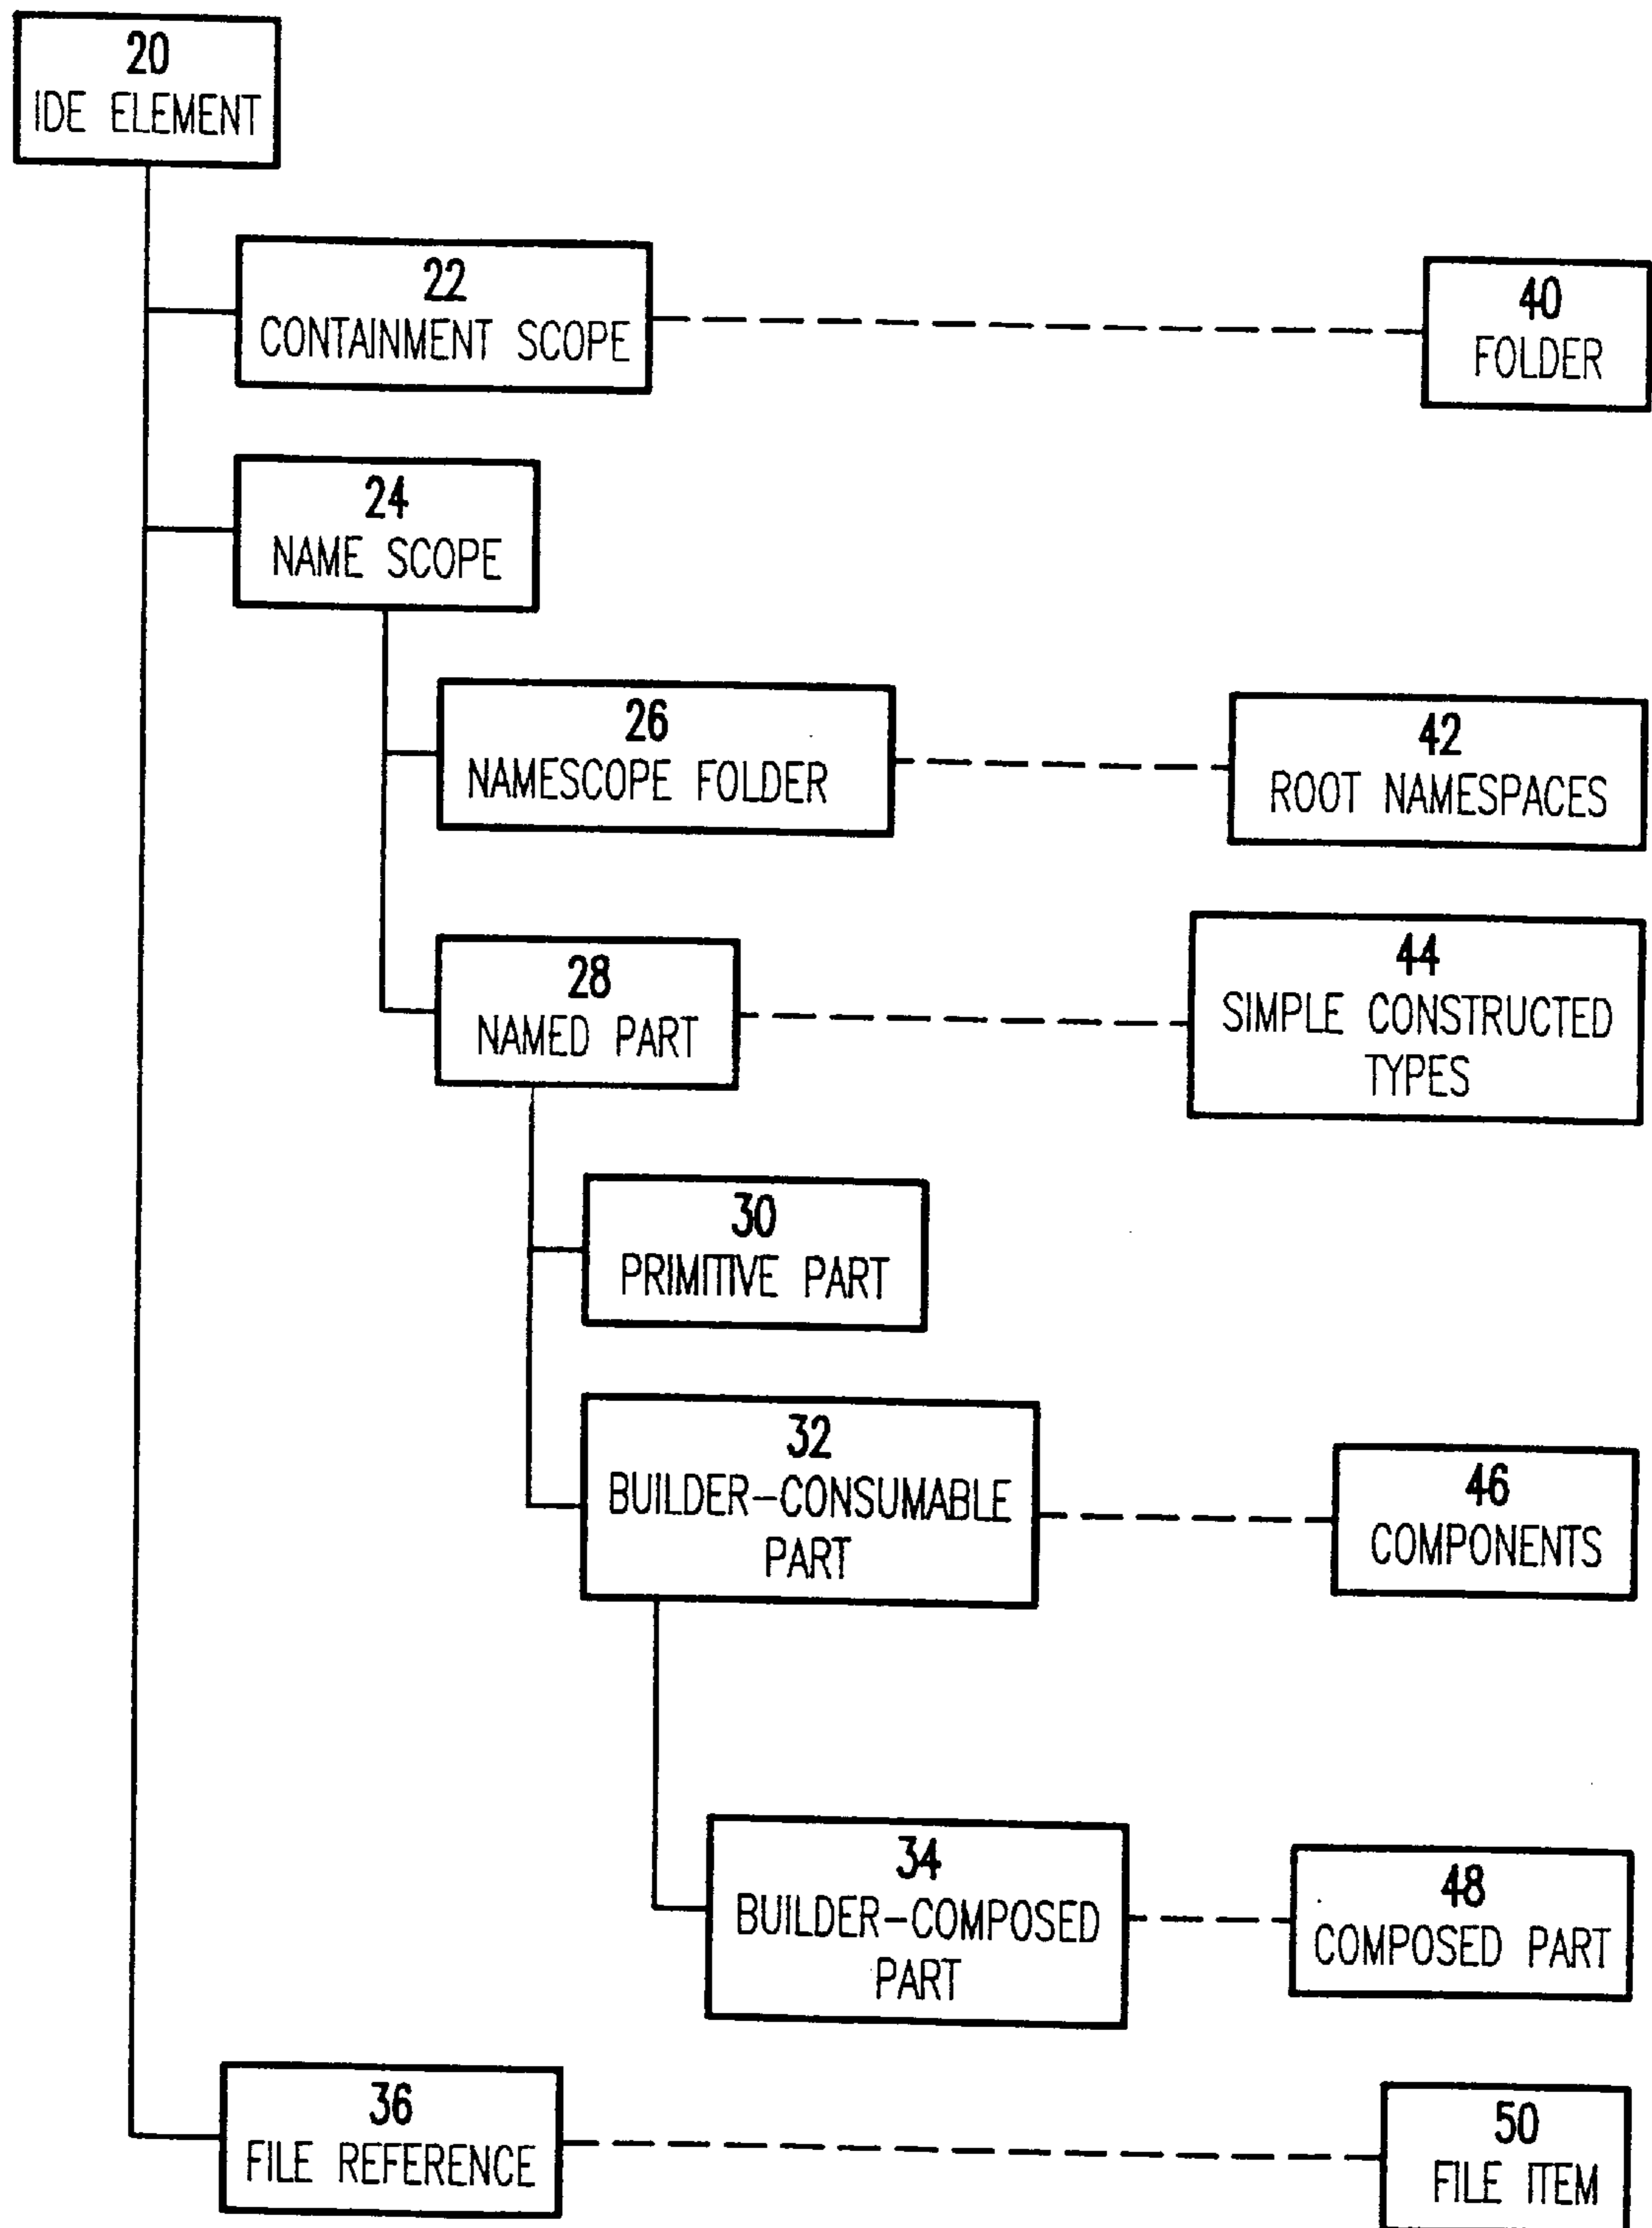 20
IDE ELEMENT
22
CONTAINMENT SCOPE
40
FOLDER
24
NAME SCOPE
26
NAMESCOPE FOLDER
42
ROOT NAMESPACES
28
NAMED PART
44
SIMPLE CONSTRUCTED
TYPES
30
PRIMITIVE PART
32
BUILDER-CONSUMABLE
PART
46
COMPONENTS
34
BUILDER-COMPOSED
PART
48
COMPOSED PART
36
FILE REFERENCE
50
FILE ITEM